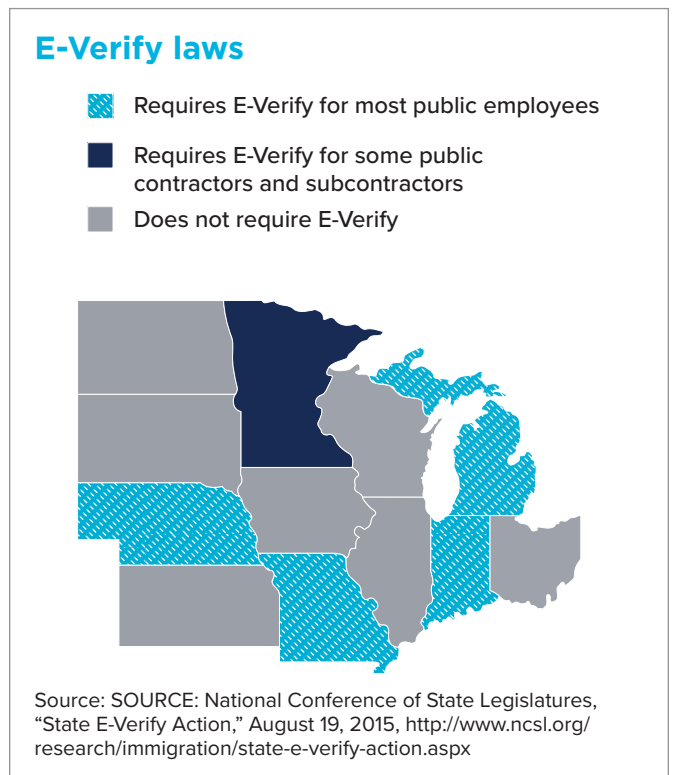 E-Verify laws
Requires E-Verify for most public employees
Requires E-Verify for some public
contractors and subcontractors
Does not require E-Verify
Source: SOURCE: National Conference of State Legislatures,
“State E-Verify Action,” August 19, 2015, http://www.ncsl.org/
research/immigration/state-e-verify-action.aspx